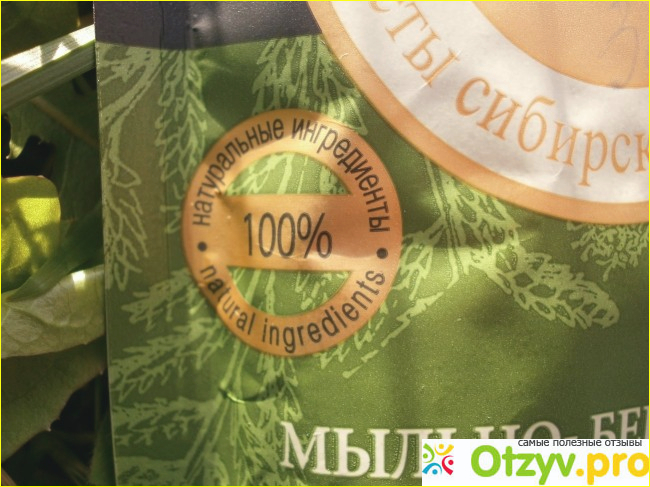 ты сибирск
натуральные ингредиенты
100%
natural ingredients
самые полезные отзывы
Otzyv.pro